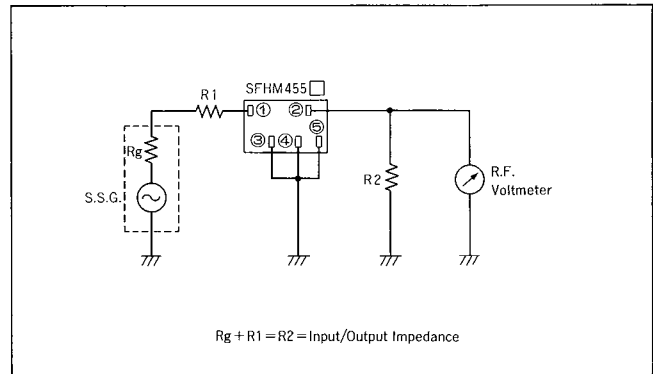 SFHM455□
R1
① ②
⑤
③ ④
Rg
R2
R.F.
Voltmeter
S.S.G.
Rg+R1=R2=Input/Output Impedance